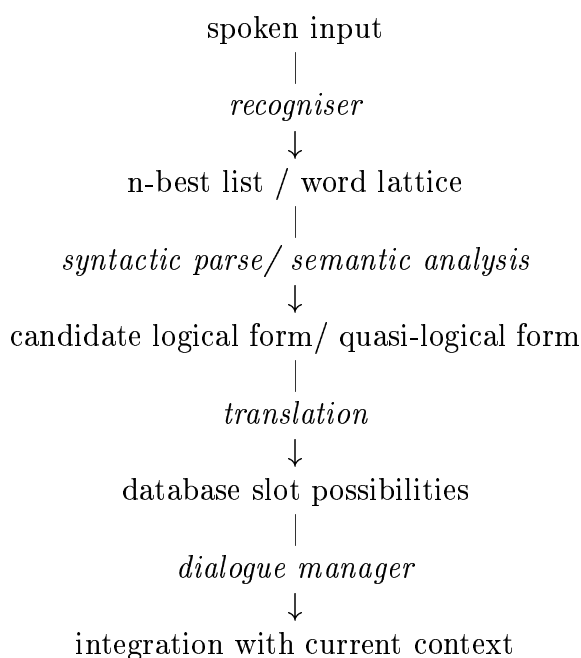 spoken input
recogniser
n-best list / word lattice
syntactic parse/ semantic analysis
candidate logical form/ quasi-logical form
translation
database slot possibilities
dialogue manager
integration with current context